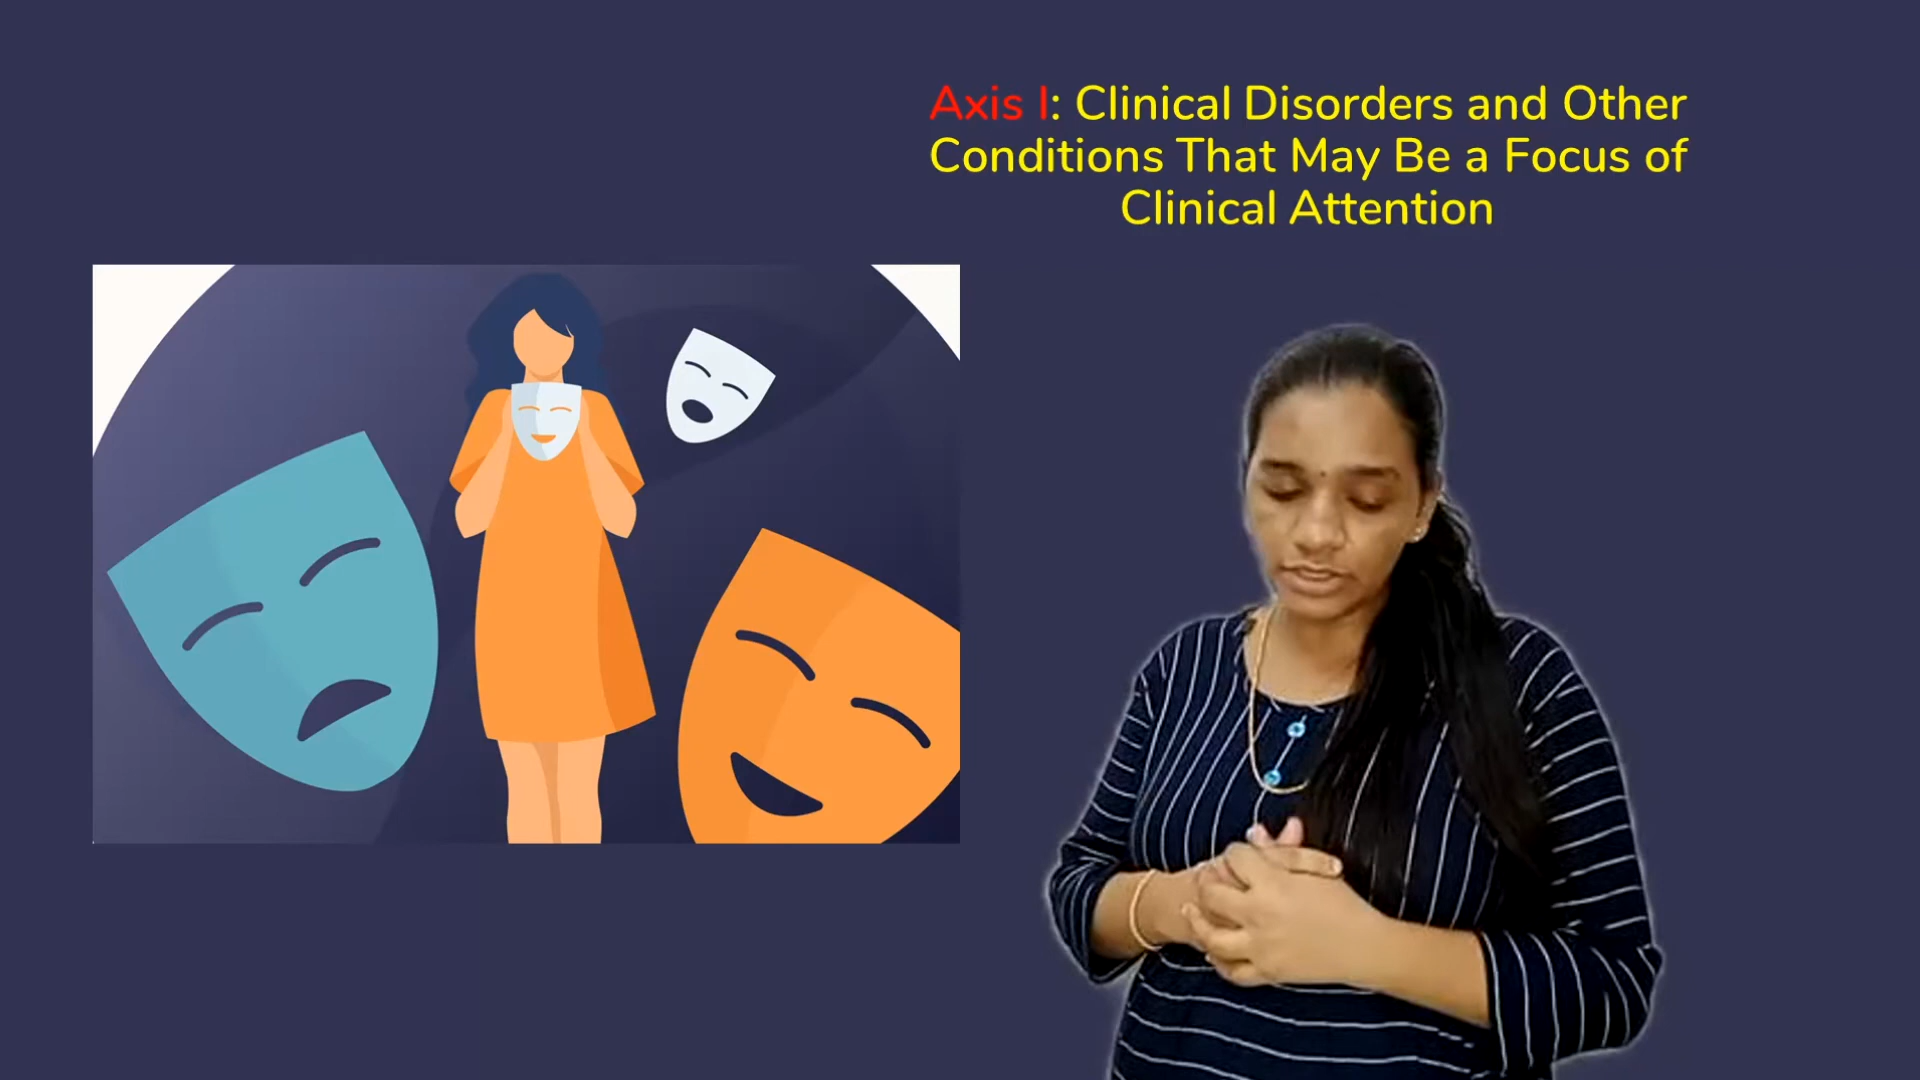 Axis I: Clinical Disorders and Other
Conditions That May Be a Focus of
Clinical Attention